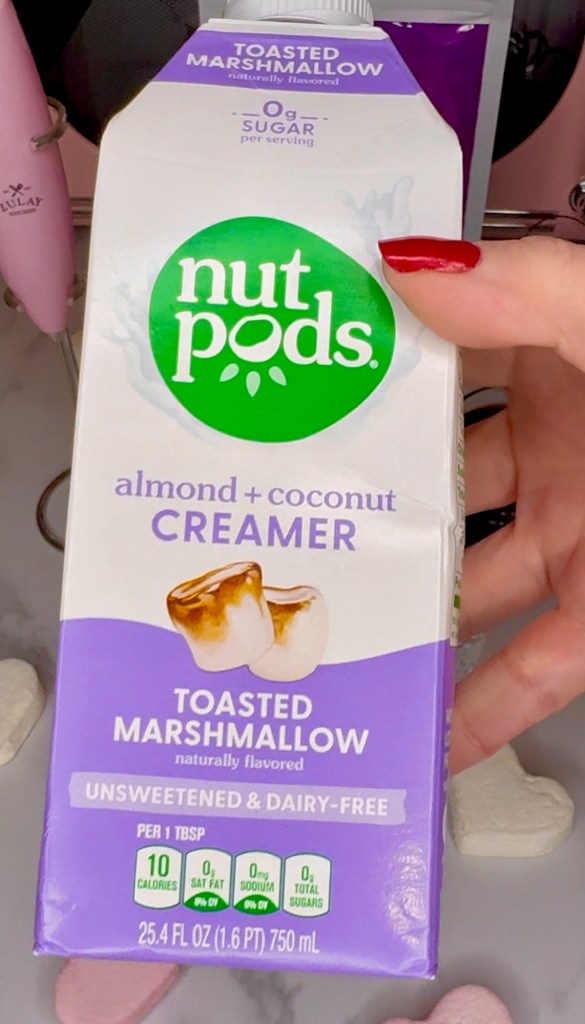 TOASTED
MARSHMALLOW
naturally flavored
0g
SUGAR
per serving
LULAY
nut
pods.
almond + coconut
CREAMER
TOASTED
MARSHMALLOW
naturally flavored
UNSWEETENED & DAIRY-FREE
PER 1 TBSP
10
CALORIES
0g
SAT FAT
0% DV
0mg
SODIUM
0% DV
0g
TOTAL
SUGARS
25.4 FL OZ (1.6 PT) 750 mL